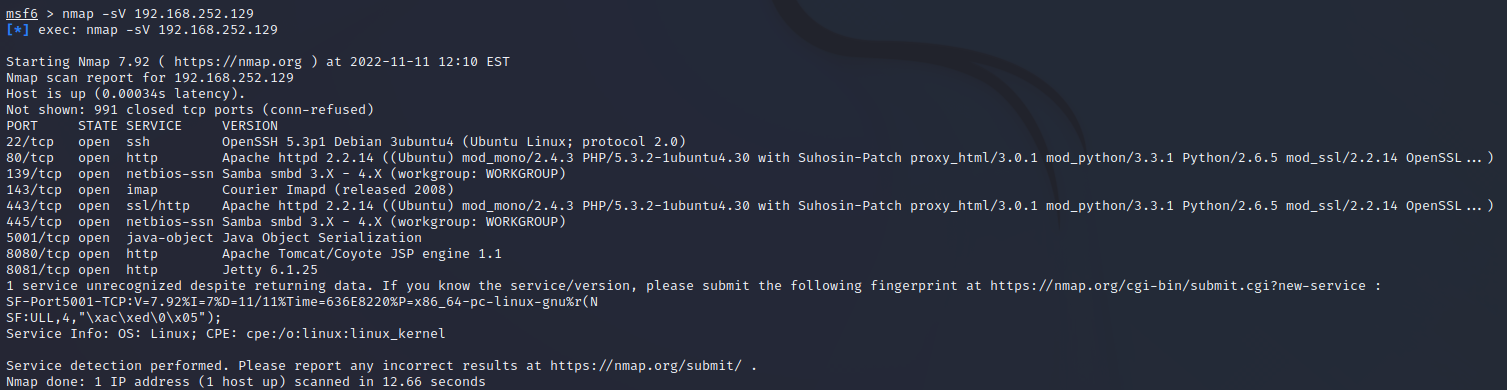 msf6 > nmap -sV 192.168.252.129
[*] exec: nmap -sV 192.168.252.129
Starting Nmap 7.92 ( https://nmap.org ) at 2022-11-11 12:10 EST
Nmap scan report for 192.168.252.129
Host is up (0.00034s latency).
Not shown: 991 closed tcp ports (conn-refused)
PORT     STATE SERVICE     VERSION
22/tcp   open  ssh         OpenSSH 5.3p1 Debian 3ubuntu4 (Ubuntu Linux; protocol 2.0)
80/tcp   open  http        Apache httpd 2.2.14 ((Ubuntu) mod_mono/2.4.3 PHP/5.3.2-1ubuntu4.30 with Suhosin-Patch proxy_html/3.0.1 mod_python/3.3.1 Python/2.6.5 mod_ssl/2.2.14 OpenSSL...)
139/tcp  open  netbios-ssn Samba smbd 3.X - 4.X (workgroup: WORKGROUP)
143/tcp  open  imap        Courier Imapd (released 2008)
443/tcp  open  ssl/http    Apache httpd 2.2.14 ((Ubuntu) mod_mono/2.4.3 PHP/5.3.2-1ubuntu4.30 with Suhosin-Patch proxy_html/3.0.1 mod_python/3.3.1 Python/2.6.5 mod_ssl/2.2.14 OpenSSL...)
445/tcp  open  netbios-ssn Samba smbd 3.X - 4.X (workgroup: WORKGROUP)
5001/tcp open  java-object Java Object Serialization
8080/tcp open  http        Apache Tomcat/Coyote JSP engine 1.1
8081/tcp open  http        Jetty 6.1.25
1 service unrecognized despite returning data. If you know the service/version, please submit the following fingerprint at https://nmap.org/cgi-bin/submit.cgi?new-service :
SF-Port5001-TCP:V=7.92%I=7%D=11/11%Time=636E8220%P=x86_64-pc-linux-gnu%r(N
SF:ULL,4,"\xac\xed\0\x05");
Service Info: OS: Linux; CPE: cpe:/o:linux:linux_kernel
Service detection performed. Please report any incorrect results at https://nmap.org/submit/ .
Nmap done: 1 IP address (1 host up) scanned in 12.66 seconds